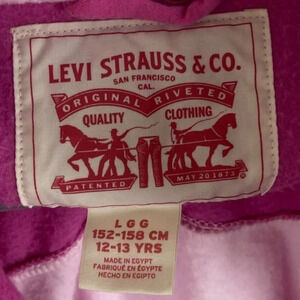 LEVI STRAUSS & CO.
SAN FRANCISCO
CAL.
ORIGINAL RIVETED
QUALITY CLOTHING
PATENTED MAY 20 1873
L G G
152-158 CM
12-13 YRS
MADE IN EGYPT
FABRIQUÉ EN ÉGYPTE
HECHO EN EGIPTO